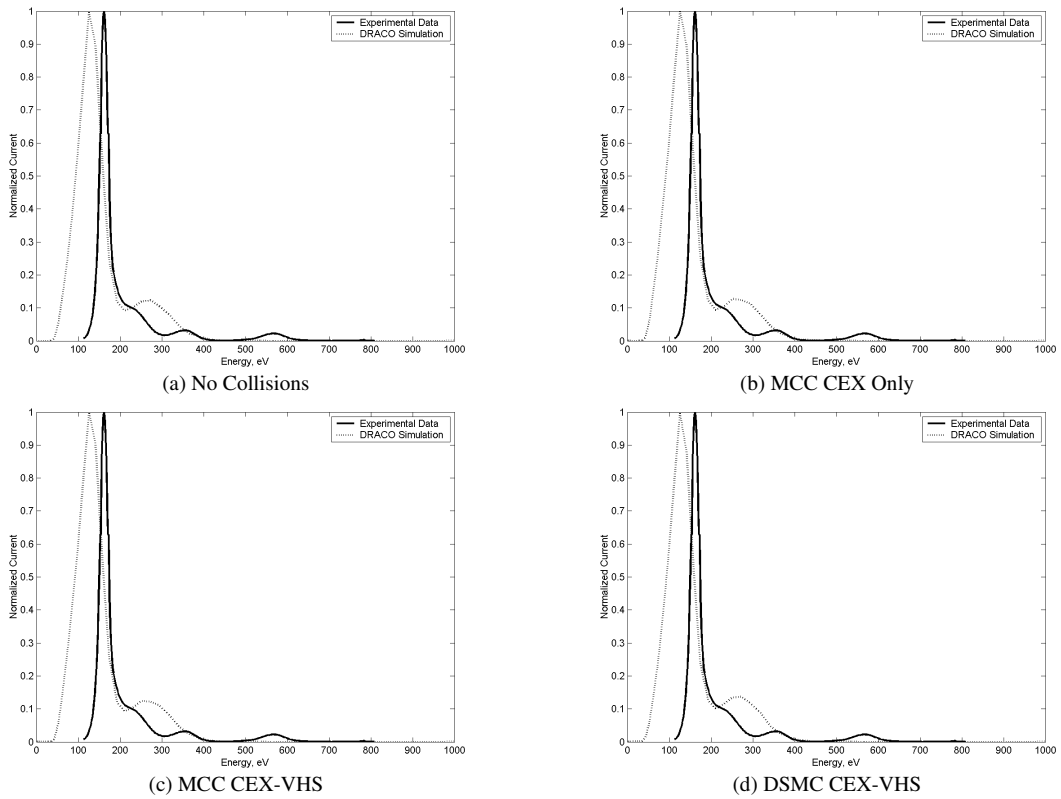 1
0.9
0.8
0.7
0.6
0.5
0.4
0.3
0.2
0.1
0
Normalized Current
Experimental Data
DRACO Simulation
0 100 200 300 400 500 600 700 800 900 1000
Energy, eV
(a) No Collisions
1
0.9
0.8
0.7
0.6
0.5
0.4
0.3
0.2
0.1
0
Normalized Current
Experimental Data
DRACO Simulation
0 100 200 300 400 500 600 700 800 900 1000
Energy, eV
(b) MCC CEX Only
1
0.9
0.8
0.7
0.6
0.5
0.4
0.3
0.2
0.1
0
Normalized Current
Experimental Data
DRACO Simulation
0 100 200 300 400 500 600 700 800 900 1000
Energy, eV
(c) MCC CEX-VHS
1
0.9
0.8
0.7
0.6
0.5
0.4
0.3
0.2
0.1
0
Normalized Current
Experimental Data
DRACO Simulation
0 100 200 300 400 500 600 700 800 900 1000
Energy, eV
(d) DSMC CEX-VHS